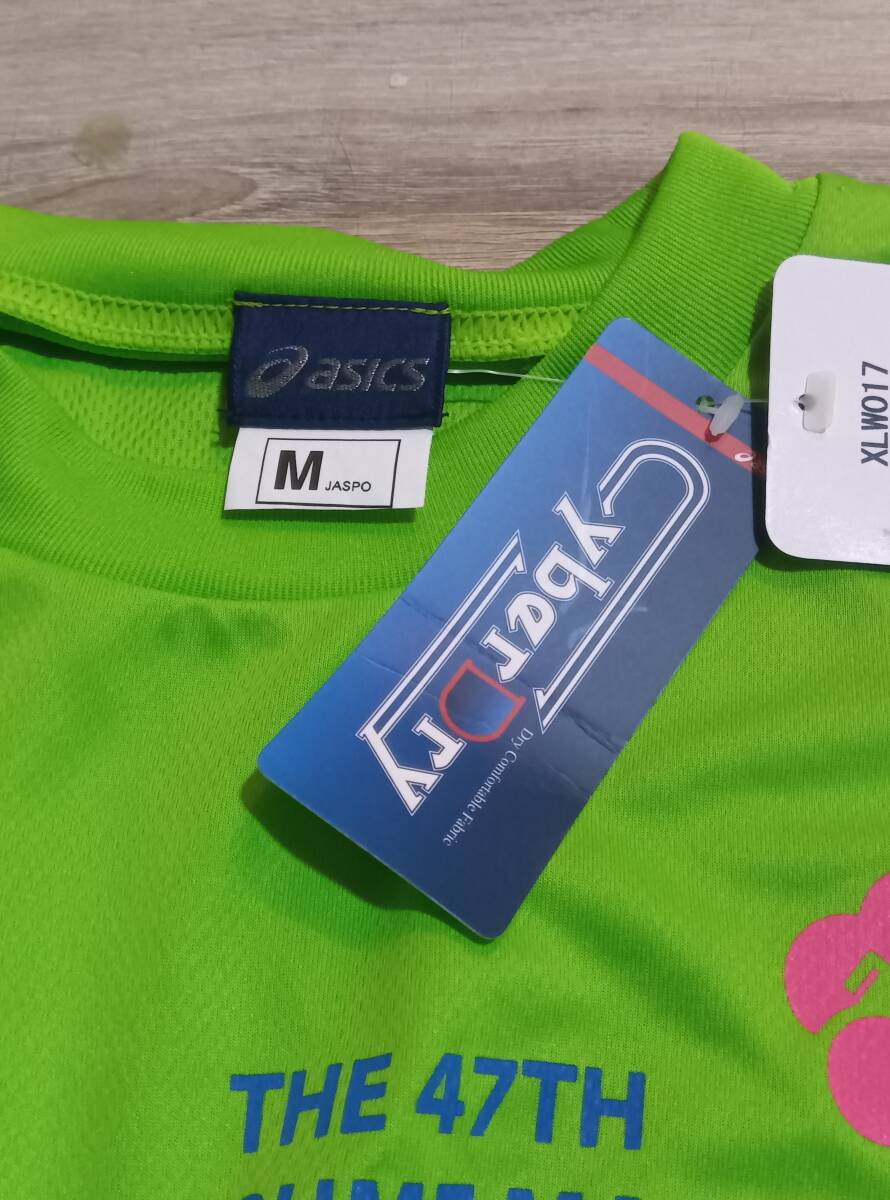 asics
M JASPO
CyberDry
Dry Comfortable Fabric
XLW017
THE 47TH